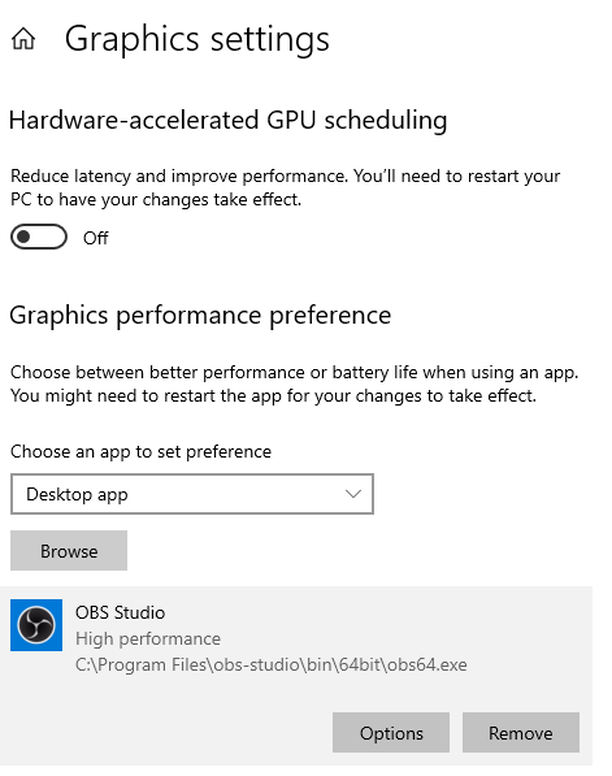 Graphics settings
Hardware-accelerated GPU scheduling
Reduce latency and improve performance. You'll need to restart your
PC to have your changes take effect.
Off
Graphics performance preference
Choose between better performance or battery life when using an app.
You might need to restart the app for your changes to take effect.
Choose an app to set preference
Desktop app
Browse
OBS Studio
High performance
C:\Program Files\obs-studio\bin\64bit\obs64.exe
Options Remove